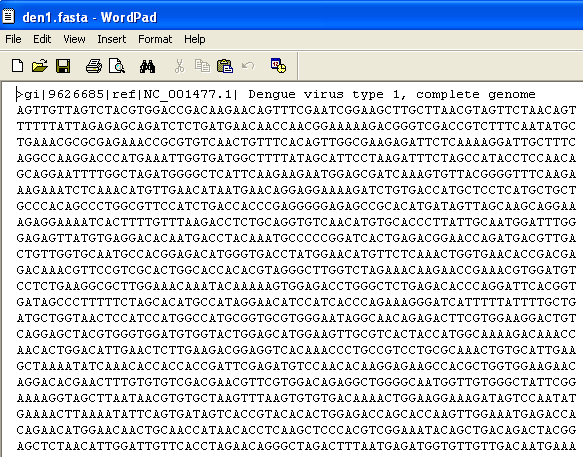 den1.fasta - WordPad
File Edit View Insert Format Help
>gi|9626685|ref|NC_001477.1| Dengue virus type 1, complete genome
AGTTGTTAGTCTACGTGGACCGACAAGAACAGTTTCGAATCGGAAGCTTGCTTAACGTAGTTCTAACAGT
TTTTTATTAGAGAGCAGATCTCTGATGAACAACCAACGGAAAAAGACGGGTCGACCGTCTTTCAATATGC
TGAAACGCGCGAGAAACCGCGTGTCAACTGTTTCACAGTTGGCGAAGAGATTCTCAAAAGGATTGCTTTC
AGGCCAAGGACCCATGAAATTGGTGATGGCTTTTATAGCATTCCTAAGATTTCTAGCCATACCTCCAACA
GCAGGAATTTTGGCTAGATGGGGCTCATTCAAGAAGAATGGAGCGATCAAAGTGTTACGGGGTTTCAAGA
AAGAAATCTCAAACATGTTGAACATAATGAACAGGAGGAAAAGATCTGTGACCATGCTCCTCATGCTGCT
GCCCACAGCCCTGGCGTTCCATCTGACCACCCGAGGGGGAGAGCCGCACATGATAGTTAGCAAGCAGGAA
AGAGGAAAATCACTTTTGTTTAAGACCTCTGCAGGTGTCAACATGTGCACCCTTATTGCAATGGATTTGG
GAGAGTTATGTGAGGACACAATGACCTACAAATGCCCCCGGATCACTGAGACGGAACCAGATGACGTTGA
CTGTTGGTGCAATGCCACGGAGACATGGGTGACCTATGGAACATGTTCTCAAACTGGTGAACACCGACGA
GACAAACGTTCCGTCGCACTGGCACCACACGTAGGGCTTGGTCTAGAAACAAGAACCGAAACGTGGATGT
CCTCTGAAGGCGCTTGGAAACAAATACAAAAAGTGGAGACCTGGGCTCTGAGACACCCAGGATTCACGGT
GATAGCCCTTTTTCTAGCACATGCCATAGGAACATCCATCACCCAGAAAGGGATCATTTTTATTTTGCTG
ATGCTGGTAACTCCATCCATGGCCATGCGGTGCGTGGGAATAGGCAACAGAGACTTCGTGGAAGGACTGT
CAGGAGCTACGTGGGTGGATGTGGTACTGGAGCATGGAAGTTGCGTCACTACCATGGCAAAAGACAAACC
AACACTGGACATTGAACTCTTGAAGACGGAGGTCACAAACCCTGCCGTCCTGCGCAAACTGTGCATTGAA
GCTAAAATATCAAACACCACCACCGATTCGAGATGTCCAACACAAGGAGAAGCCACGCTGGTGGAAGAAC
AGGACACGAACTTTGTGTGTCGACGAACGTTCGTGGACAGAGGCTGGGGCAATGGTTGTGGGCTATTCGG
AAAAGGTAGCTTAATAACGTGTGCTAAGTTTAAGTGTGTGACAAAACTGGAAGGAAAGATAGTCCAATAT
GAAAACTTAAAATATTCAGTGATAGTCACCGTACACACTGGAGACCAGCACCAAGTTGGAAATGAGACCA
CAGAACATGGAACAACTGCAACCATAACACCTCAAGCTCCCACGTCGGAAATACAGCTGACAGACTACGG
AGCTCTAACATTGGATTGTTCACCTAGAACAGGGCTAGACTTTAATGAGATGGTGTTGTTGACAATGAAA